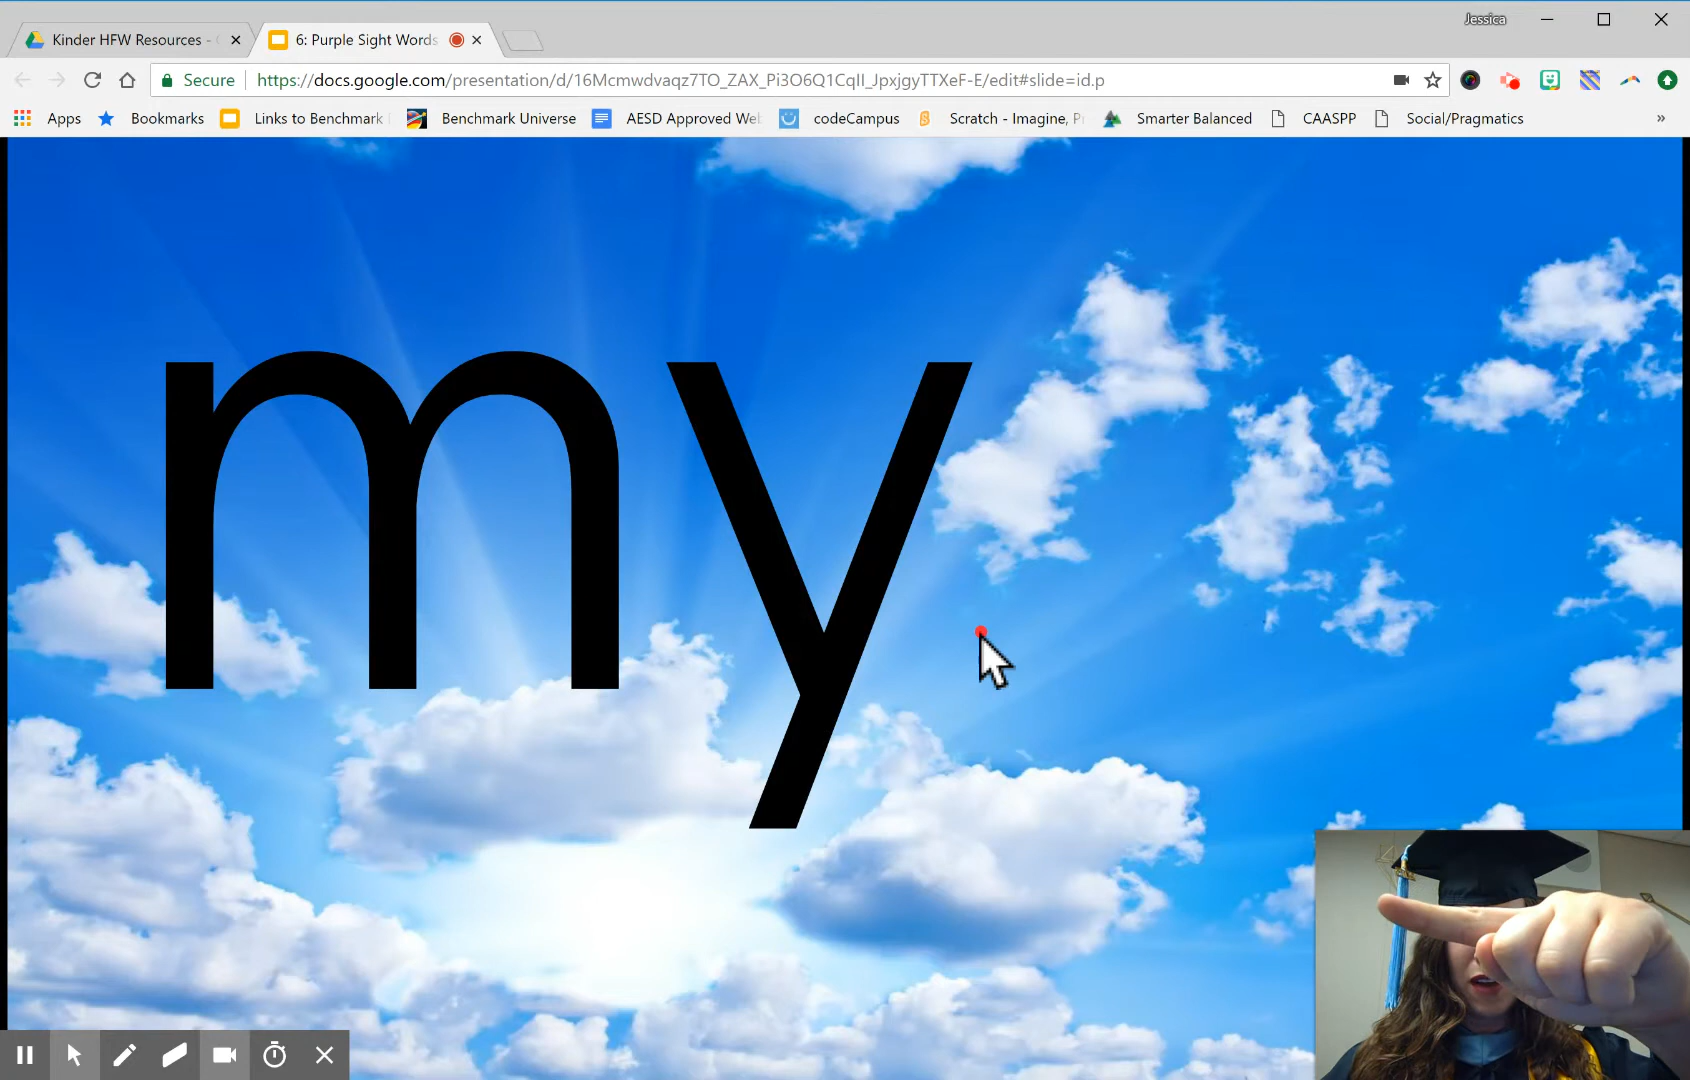 Jessica
Kinder HFW Resources -
6: Purple Sight Words
Secure https://docs.google.com/presentation/d/16Mcmwdvaqz7TO_ZAX_Pi3O6Q1CqII_JpxjgyTTXeF-E/edit#slide=id.p
Apps Bookmarks Links to Benchmark Benchmark Universe AESD Approved We codeCampus Scratch - Imagine, P Smarter Balanced CAASPP Social/Pragmatics »
my